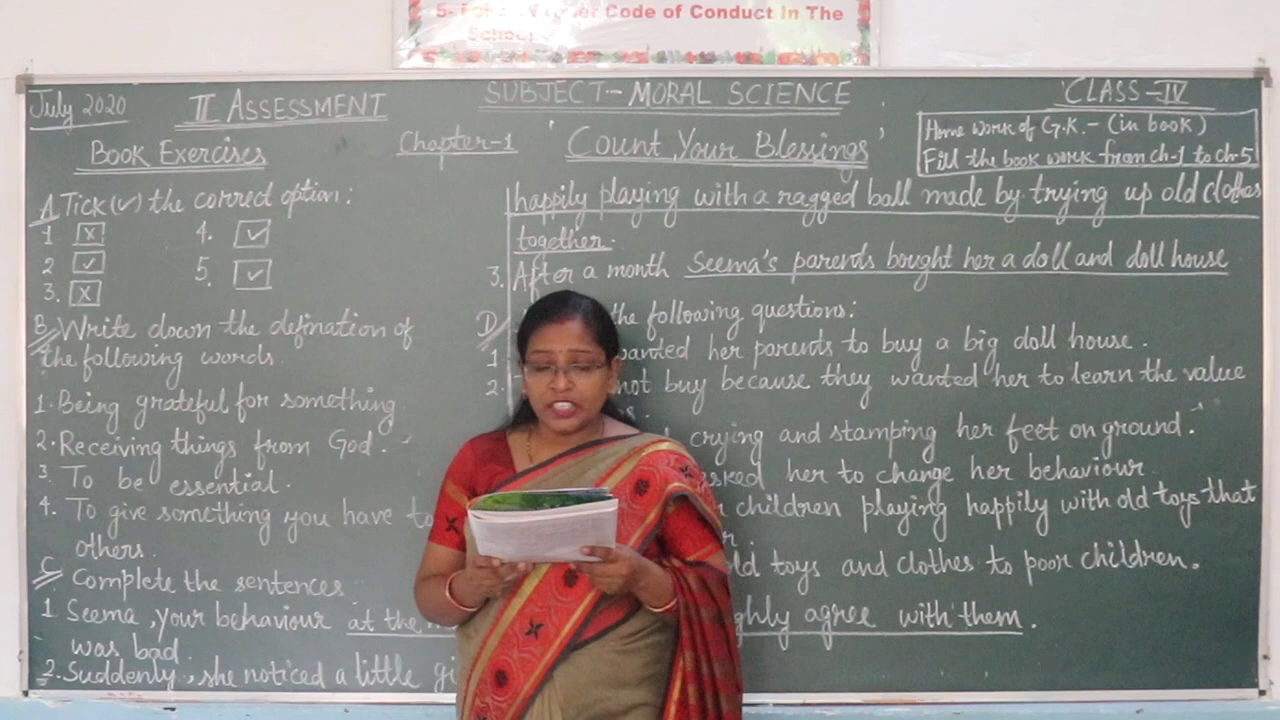 Code of Conduct In The
July 2020
II ASSESSMENT
SUBJECT - MORAL SCIENCE
CLASS - IV
Book Exercises
Chapter-1
' Count Your Blessings '
Home work of G.K. - (in book)
Fill the book work from ch-1 to ch-5
A Tick (✓) the correct option :
1 ☒ 4. ☑
2 ☑ 5. ☑
3. ☒
B Write down the defination of
the following words.
1. Being grateful for something
2. Receiving things from God.
3. To be essential.
4. To give something you have to
others.
C Complete the sentences
1. Seema, your behaviour at the
was bad
2. Suddenly, she noticed a little
happily playing with a ragged ball made by trying up old clothes
together.
3. After a month Seema's parents bought her a doll and doll house
D the following questions :
1. wanted her parents to buy a big doll house.
2. not buy because they wanted her to learn the value
crying and stamping her feet on ground.
her to change her behaviour
children playing happily with old toys that
toys and clothes to poor children.
agree with them.